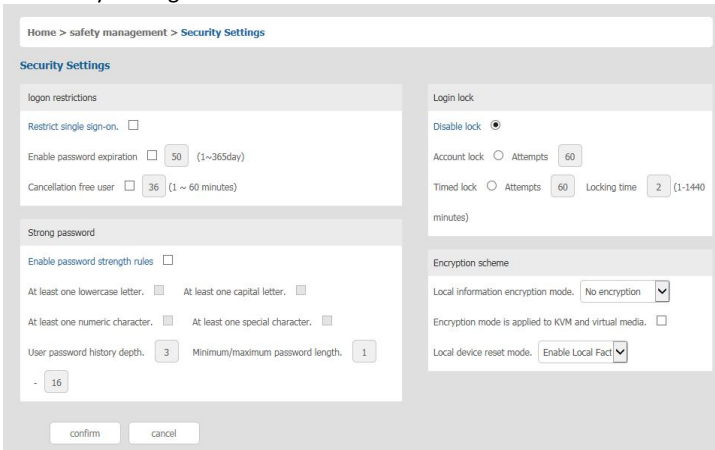 Home > safety management > Security Settings
Security Settings
logon restrictions
Restrict single sign-on.
Enable password expiration 50 (1~365day)
Cancellation free user 36 (1 ~ 60 minutes)
Strong password
Enable password strength rules
At least one lowercase letter. At least one capital letter.
At least one numeric character. At least one special character.
User password history depth. 3 Minimum/maximum password length. 1
- 16
Login lock
Disable lock
Account lock Attempts 60
Timed lock Attempts 60 Locking time 2 (1-1440
minutes)
Encryption scheme
Local information encryption mode. No encryption
Encryption mode is applied to KVM and virtual media.
Local device reset mode. Enable Local Fact
confirm cancel